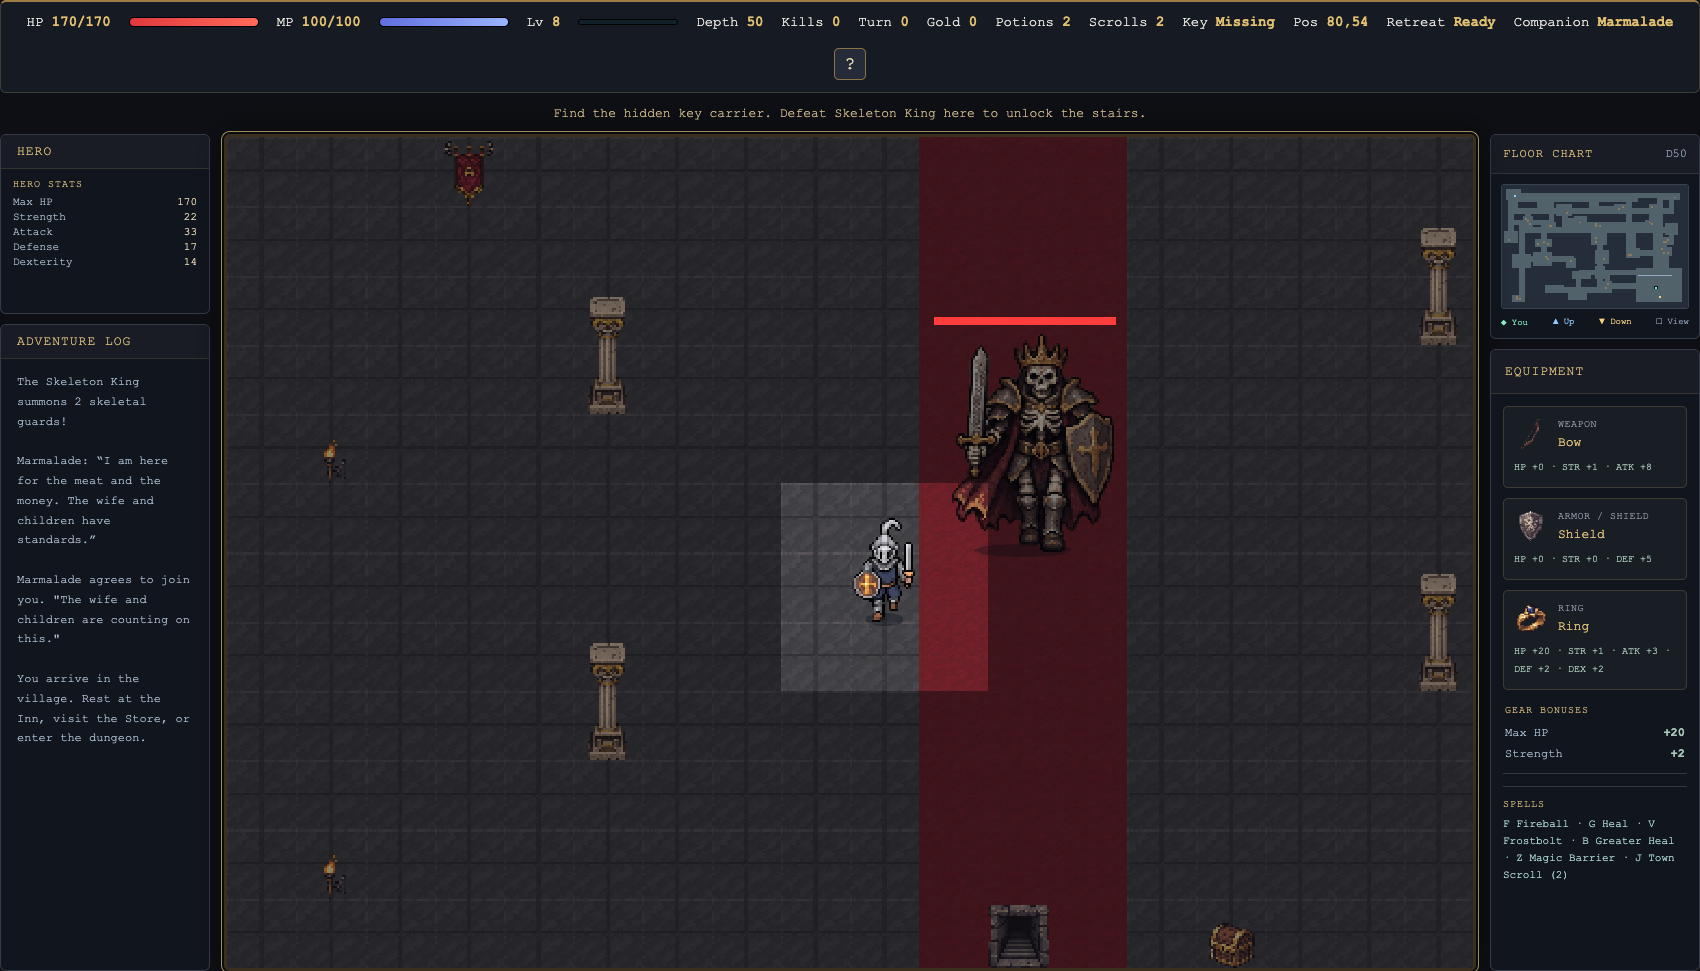 HP 170/170 MP 100/100 Lv 8 Depth 50 Kills 0 Turn 0 Gold 0 Potions 2 Scrolls 2 Key Missing Pos 80,54 Retreat Ready Companion Marmalade
?
Find the hidden key carrier. Defeat Skeleton King here to unlock the stairs.
HERO
HERO STATS
Max HP 170
Strength 22
Attack 33
Defense 17
Dexterity 14
ADVENTURE LOG
The Skeleton King
summons 2 skeletal
guards!
Marmalade: “I am here
for the meat and the
money. The wife and
children have
standards.”
Marmalade agrees to join
you. "The wife and
children are counting on
this."
You arrive in the
village. Rest at the
Inn, visit the Store, or
enter the dungeon.
FLOOR CHART D50
◆ You ▲ Up ▼ Down □ View
EQUIPMENT
WEAPON
Bow
HP +0 · STR +1 · ATK +8
ARMOR / SHIELD
Shield
HP +0 · STR +0 · DEF +5
RING
Ring
HP +20 · STR +1 · ATK +3 ·
DEF +2 · DEX +2
GEAR BONUSES
Max HP +20
Strength +2
SPELLS
F Fireball · G Heal · V
Frostbolt · B Greater Heal
· Z Magic Barrier · J Town
Scroll (2)